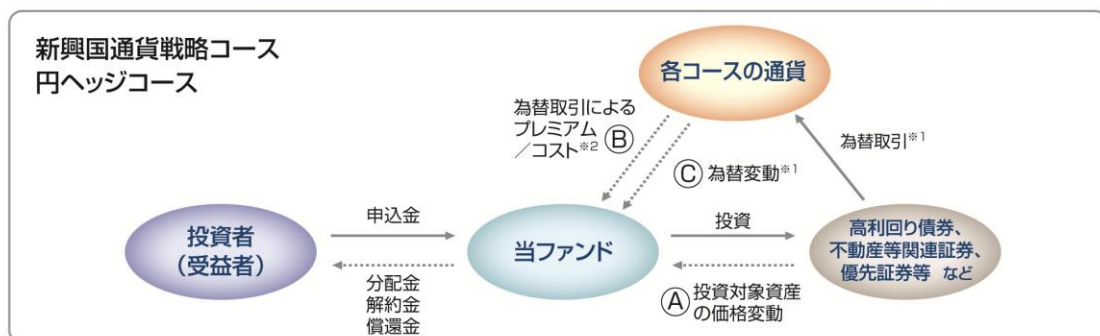 新興国通貨戦略コース
円ヘッジコース
各コースの通貨
為替取引による
プレミアム
／コスト※2 Ⓑ
Ⓒ 為替変動※1
為替取引※1
投資者
（受益者）
申込金
分配金
解約金
償還金
当ファンド
投資
Ⓐ 投資対象資産
の価格変動
高利回り債券、
不動産等関連証券、
優先証券等 など